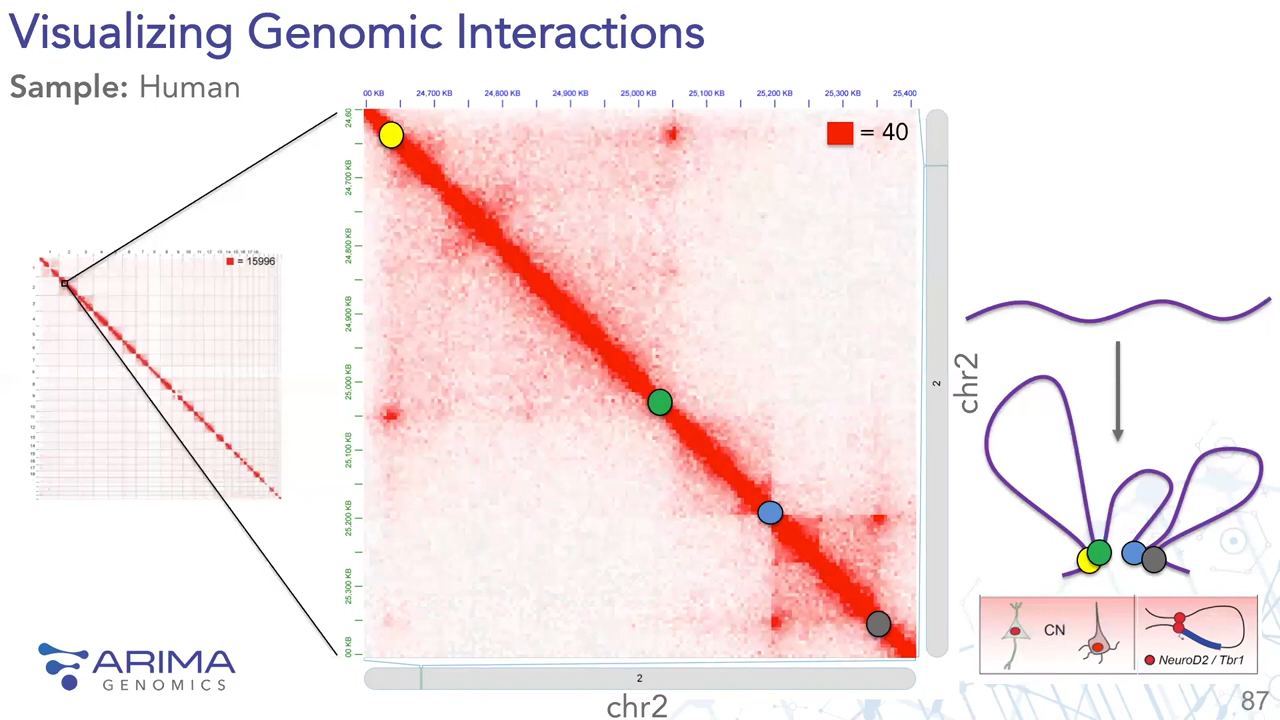 Visualizing Genomic Interactions
Sample: Human
00 KB 24,700 KB 24,800 KB 24,900 KB 25,000 KB 25,100 KB 25,200 KB 25,300 KB 25,400
= 40
24,60
24,700 KB
24,800 KB
24,900 KB
25,000 KB
25,100 KB
25,200 KB
25,300 KB
00 KB
= 15996
2
chr2
2
chr2
CN
NeuroD2 / Tbr1
ARIMA
GENOMICS
87